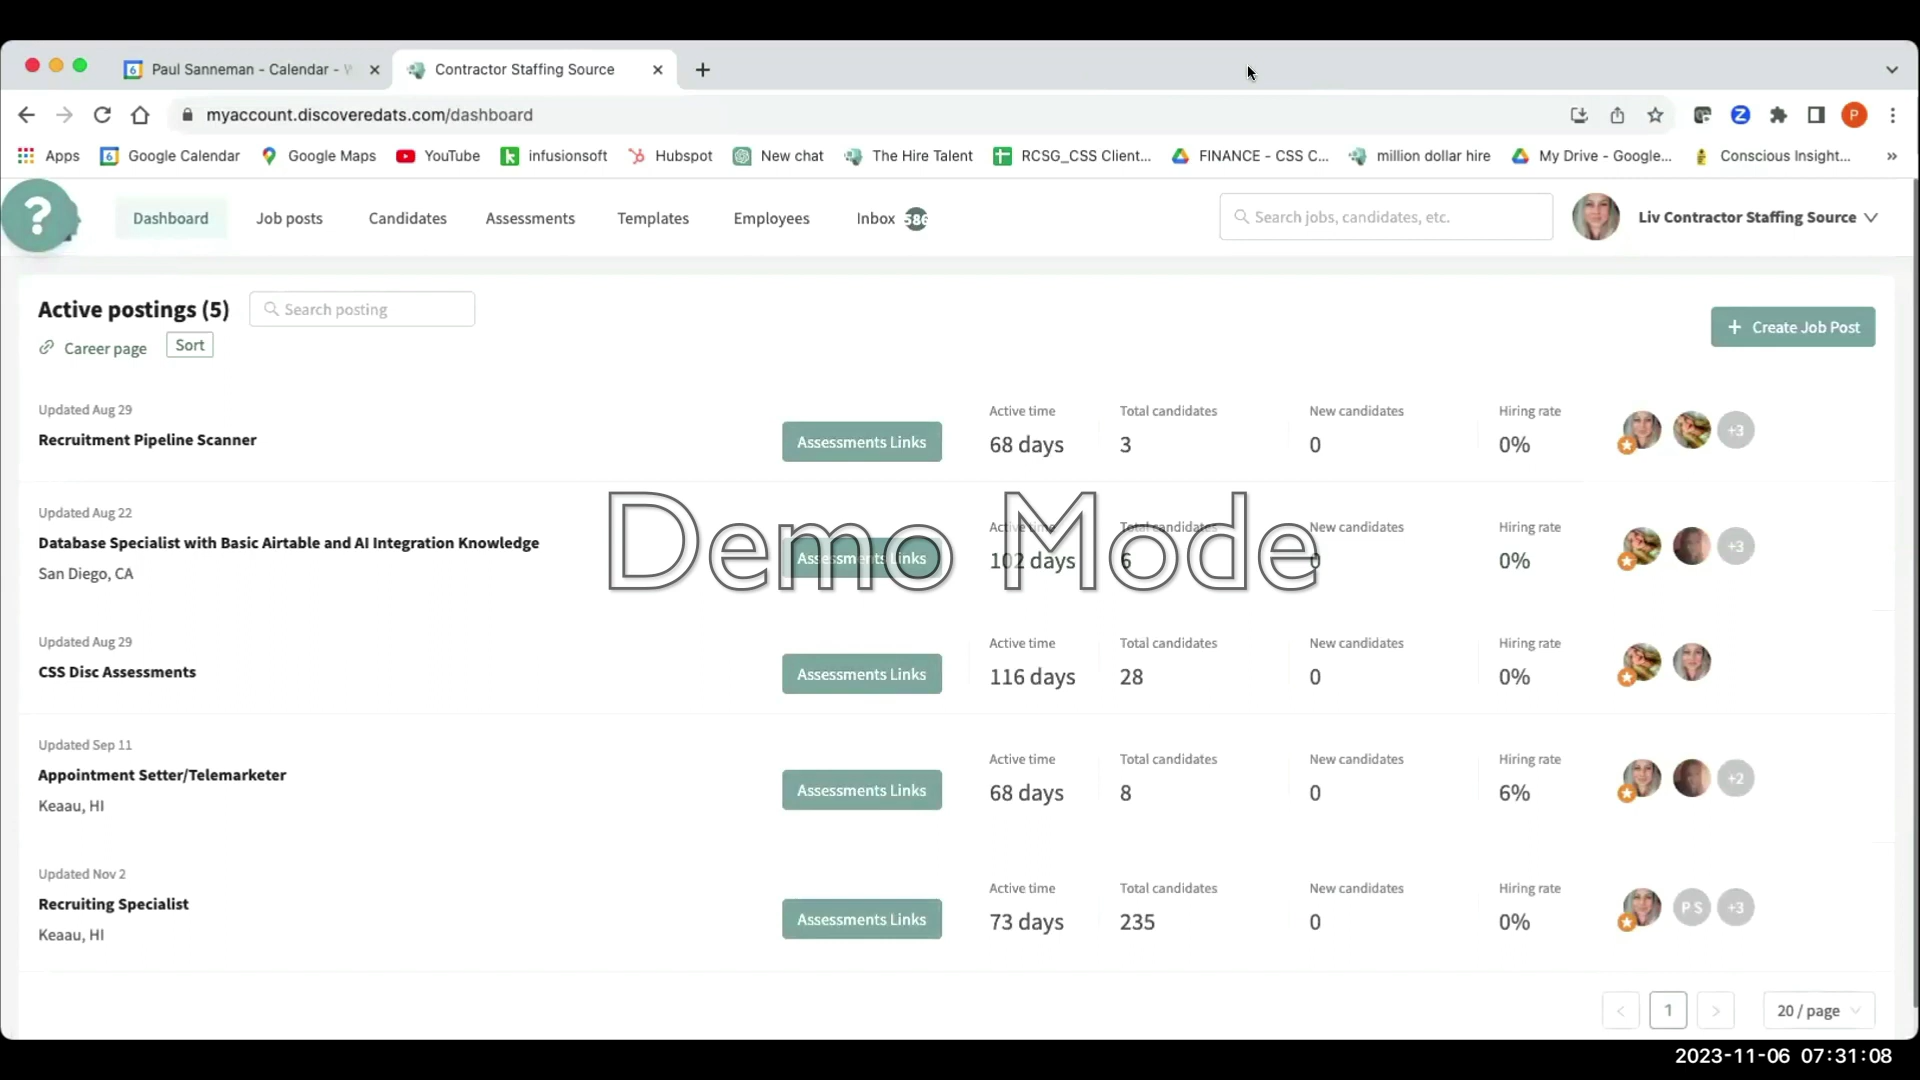 Paul Sanneman - Calendar -
Contractor Staffing Source
myaccount.discoveredats.com/dashboard
P
Apps
Google Calendar
Google Maps
YouTube
infusionsoft
Hubspot
New chat
The Hire Talent
RCSG_CSS Client...
FINANCE - CSS C...
million dollar hire
My Drive - Google...
Conscious Insight...
»
?
Dashboard
Job posts
Candidates
Assessments
Templates
Employees
Inbox 586
Search jobs, candidates, etc.
Liv Contractor Staffing Source
Active postings (5)
Search posting
Career page
Sort
+ Create Job Post
Updated Aug 29
Recruitment Pipeline Scanner
Assessments Links
Active time
68 days
Total candidates
3
New candidates
0
Hiring rate
0%
+3
Updated Aug 22
Database Specialist with Basic Airtable and AI Integration Knowledge
San Diego, CA
Assessments Links
Active time
102 days
Total candidates
6
New candidates
0
Hiring rate
0%
+3
Demo Mode
Updated Aug 29
CSS Disc Assessments
Assessments Links
Active time
116 days
Total candidates
28
New candidates
0
Hiring rate
0%
Updated Sep 11
Appointment Setter/Telemarketer
Keaau, HI
Assessments Links
Active time
68 days
Total candidates
8
New candidates
0
Hiring rate
6%
+2
Updated Nov 2
Recruiting Specialist
Keaau, HI
Assessments Links
Active time
73 days
Total candidates
235
New candidates
0
Hiring rate
0%
P S
+3
< 1 >
20 / page
2023-11-06 07:31:08